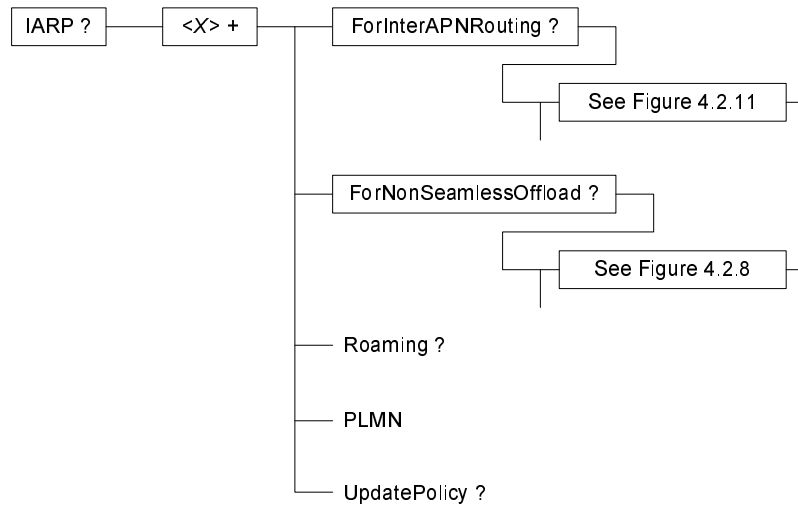 IARP ?
<X> +
ForInterAPNRouting ?
See Figure 4.2.11
ForNonSeamlessOffload ?
See Figure 4.2.8
Roaming ?
PLMN
UpdatePolicy ?